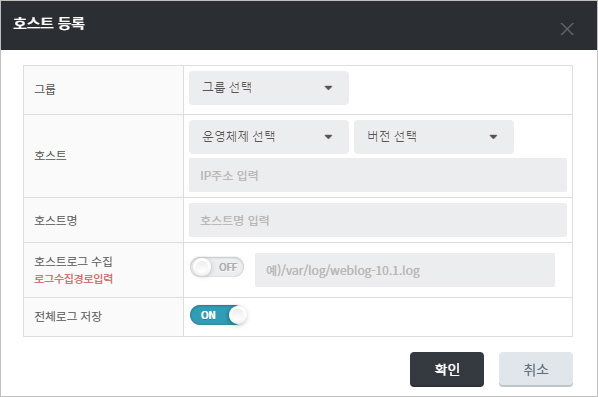 호스트 등록
그룹
그룹 선택
호스트
운영체제 선택 버전 선택
IP주소 입력
호스트명
호스트명 입력
호스트로그 수집
로그수집경로입력
OFF
예)/var/log/weblog-10.1.log
전체로그 저장
ON
확인 취소